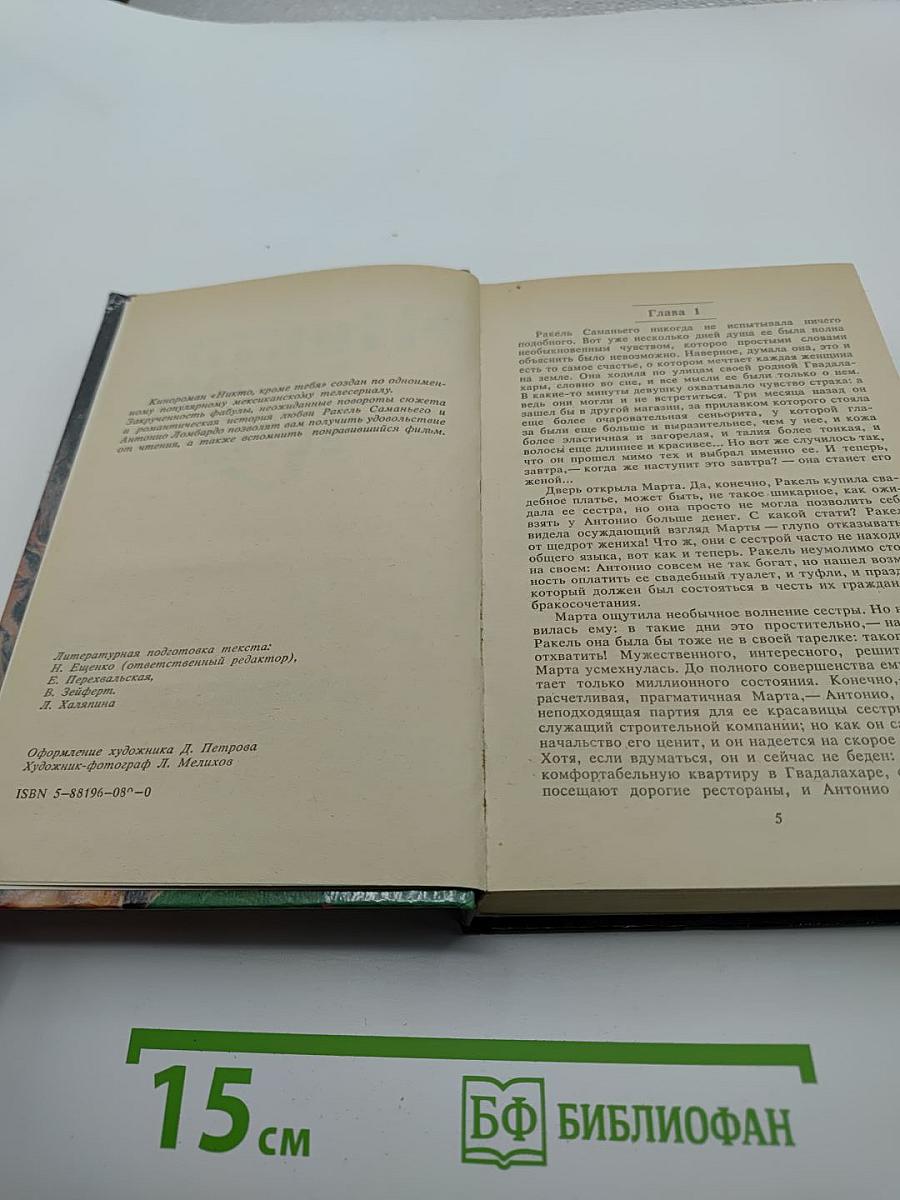 Кинороман «Никто, кроме тебя» создан по одноимен-
ному популярному мексиканскому телесериалу.
Закрученность фабулы, неожиданные повороты сюжета
и романтическая история любви Ракель Саманьего и
Антонио Ломбардо позволят вам получить удовольствие
от чтения, а также вспомнить понравившийся фильм.
Литературная подготовка текста:
Н. Ещенко (ответственный редактор),
Е. Перехвальская,
В. Зейферт.
Л. Халяпина
Оформление художника Д. Петрова
Художник-фотограф Л. Мелихов
ISBN 5-88196-08 -0
Глава 1
Ракель Саманьего никогда не испытывала ничего
подобного. Вот уже несколько дней душа ее была полна
необыкновенным чувством, которое простыми словами
объяснить было невозможно. Наверное, думала она, это и
есть то самое счастье, о котором мечтает каждая женщина
на земле. Она ходила по улицам своей родной Гвадала-
хары, словно во сне, и все мысли ее были только о нем.
В какие-то минуты девушку охватывало чувство страха: а
ведь они могли и не встретиться. Три месяца назад он
зашел бы в другой магазин, за прилавком которого стояла
еще более очаровательная сеньорита, у которой гла-
за были еще больше и выразительнее, чем у нее, и кожа
более эластичная и загорелая, и талия более тонкая, и
волосы еще длиннее и красивее... Но вот же случилось так,
что он прошел мимо тех и выбрал именно ее. И теперь,
завтра,— когда же наступит это завтра? — она станет его
женой...
Дверь открыла Марта. Да, конечно, Ракель купила сва-
дебное платье, может быть, не такое шикарное, как ожи-
дала ее сестра, но она просто не могла позволить себе
взять у Антонио больше денег. С какой стати? Ракель
видела осуждающий взгляд Марты — глупо отказывать
от щедрот жениха! Что ж, они с сестрой часто не находи
общего языка, вот как и теперь. Ракель неумолимо сто
на своем: Антонио совсем не так богат, но нашел возм
ность оплатить ее свадебный туалет, и туфли, и празд
который должен был состояться в честь их граждан
бракосочетания.
Марта ощутила необычное волнение сестры. Но н
вилась ему: в такие дни это простительно,— на
Ракель она была бы тоже не в своей тарелке: таког
отхватить! Мужественного, интересного, решит
Марта усмехнулась. До полного совершенства ему
тает только миллионного состояния. Конечно,
расчетливая, прагматичная Марта,— Антонио,
неподходящая партия для ее красавицы сестры
служащий строительной компании; но как он са
начальство его ценит, и он надеется на скорое
Хотя, если вдуматься, он и сейчас не беден:
комфортабельную квартиру в Гвадалахаре, 
посещают дорогие рестораны, и Антонио
5
15 см
БФ БИБЛИОФАН